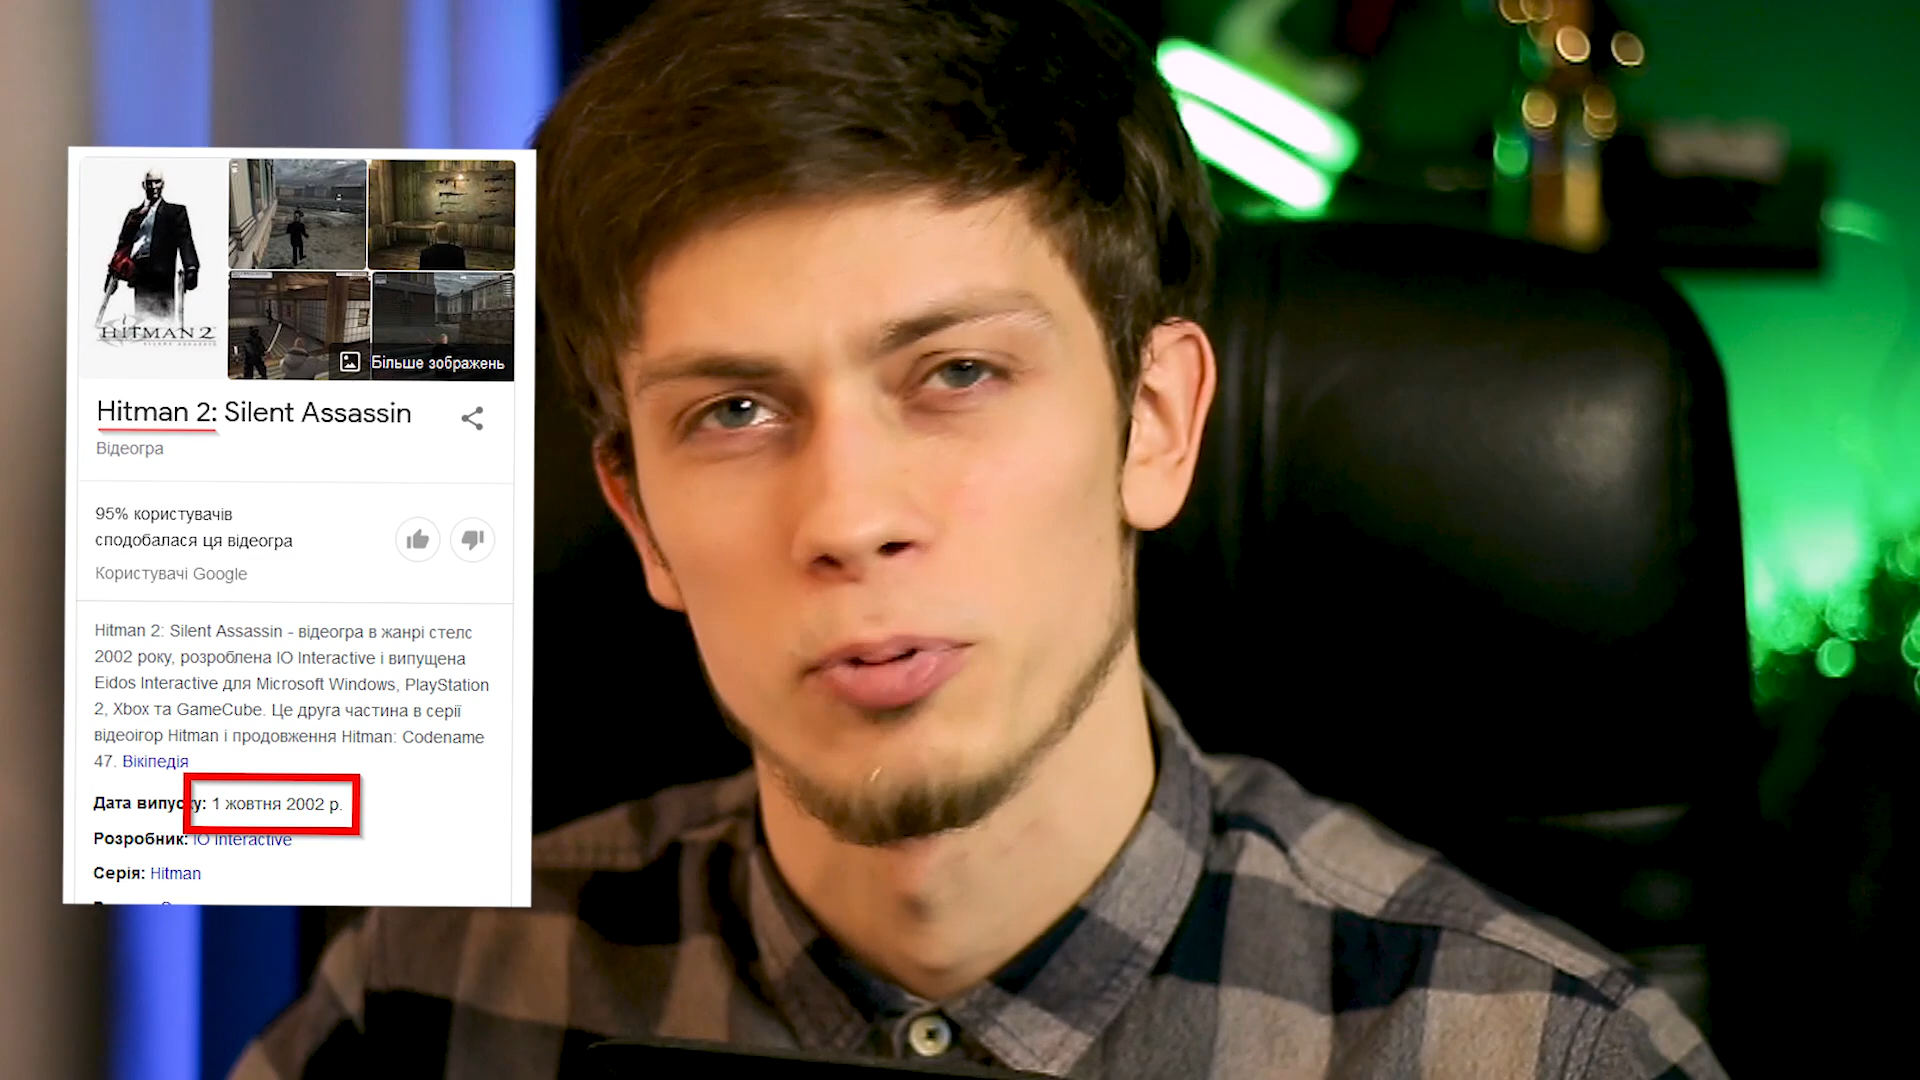 HITMAN 2
SILENT ASSASSIN
Більше зображень
Hitman 2: Silent Assassin
Відеогра
95% користувачів
сподобалася ця відеогра
Користувачі Google
Hitman 2: Silent Assassin - відеогра в жанрі стелс
2002 року, розроблена IO Interactive і випущена
Eidos Interactive для Microsoft Windows, PlayStation
2, Xbox та GameCube. Це друга частина в серії
відеоігор Hitman і продовження Hitman: Codename
47. Вікіпедія
Дата випуску: 1 жовтня 2002 р.
Розробник: IO Interactive
Серія: Hitman